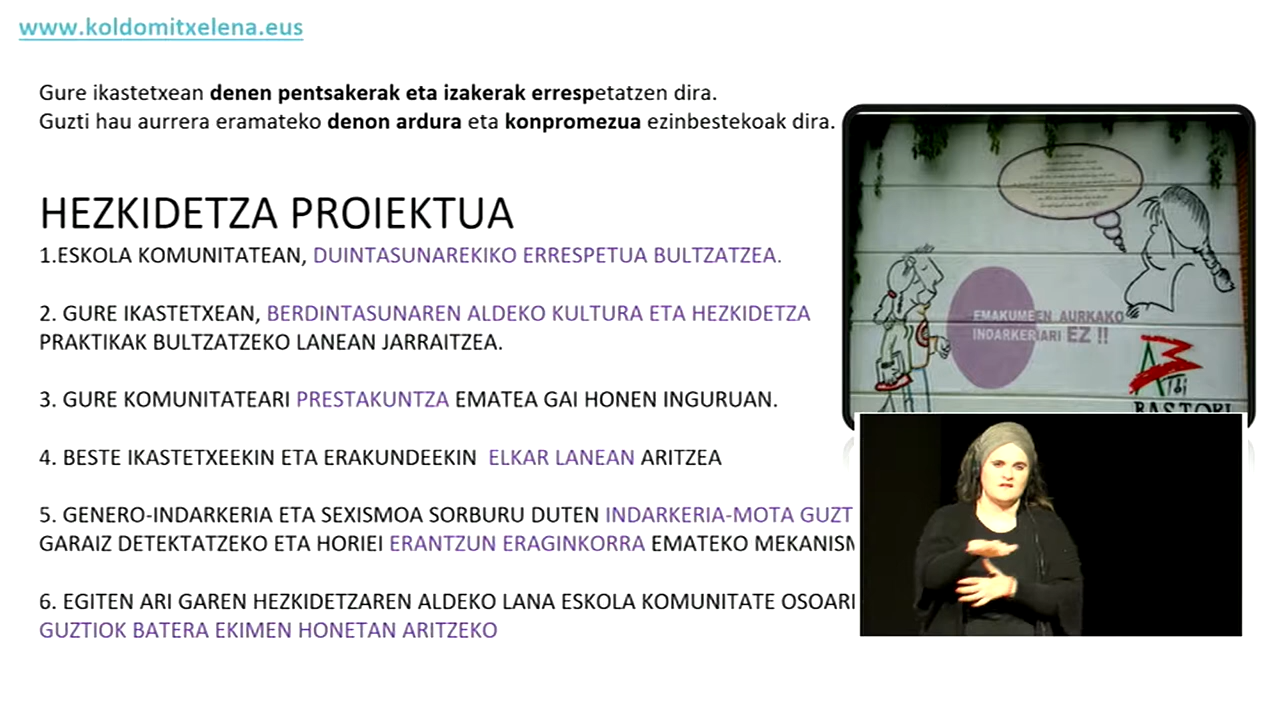 www.koldomitxelena.eus
Gure ikastetxean denen pentsakerak eta izakerak errespetatzen dira.
Guzti hau aurrera eramateko denon ardura eta konpromezua ezinbestekoak dira.
HEZKIDETZA PROIEKTUA
1.ESKOLA KOMUNITATEAN, DUINTASUNAREKIKO ERRESPETUA BULTZATZEA.
2. GURE IKASTETXEAN, BERDINTASUNAREN ALDEKO KULTURA ETA HEZKIDETZA
PRAKTIKAK BULTZATZEKO LANEAN JARRAITZEA.
3. GURE KOMUNITATEARI PRESTAKUNTZA EMATEA GAI HONEN INGURUAN.
4. BESTE IKASTETXEEKIN ETA ERAKUNDEEKIN ELKAR LANEAN ARITZEA
5. GENERO-INDARKERIA ETA SEXISMOA SORBURU DUTEN INDARKERIA-MOTA GUZT
GARAIZ DETEKTATZEKO ETA HORIEI ERANTZUN ERAGINKORRA EMATEKO MEKANISM
6. EGITEN ARI GAREN HEZKIDETZAREN ALDEKO LANA ESKOLA KOMUNITATE OSOARI
GUZTIOK BATERA EKIMEN HONETAN ARITZEKO
EMAKUMEEN AURKAKO
INDARKERIARI EZ !!